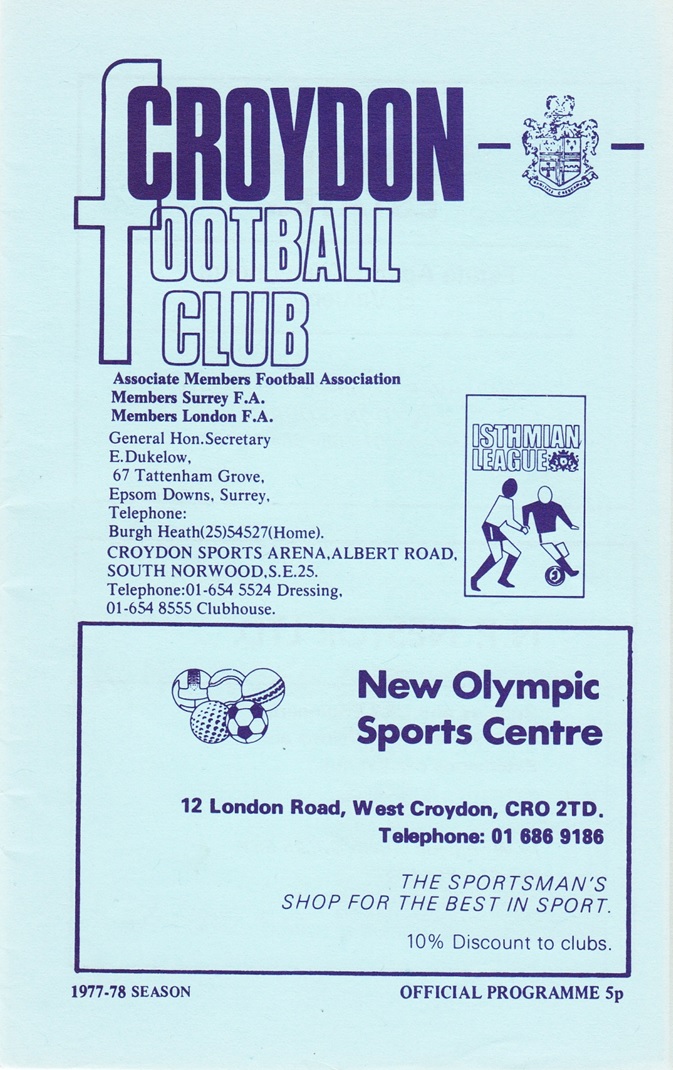 CROYDON
FOOTBALL
CLUB
Associate Members Football Association
Members Surrey F.A.
Members London F.A.
General Hon.Secretary
E.Dukelow,
67 Tattenham Grove,
Epsom Downs, Surrey,
Telephone:
Burgh Heath(25)54527(Home).
CROYDON SPORTS ARENA,ALBERT ROAD,
SOUTH NORWOOD,S.E.25.
Telephone:01-654 5524 Dressing,
01-654 8555 Clubhouse.
ISTHMIAN
LEAGUE
New Olympic
Sports Centre
12 London Road, West Croydon, CRO 2TD.
Telephone: 01 686 9186
THE SPORTSMAN'S
SHOP FOR THE BEST IN SPORT.
10% Discount to clubs.
1977-78 SEASON
OFFICIAL PROGRAMME 5p